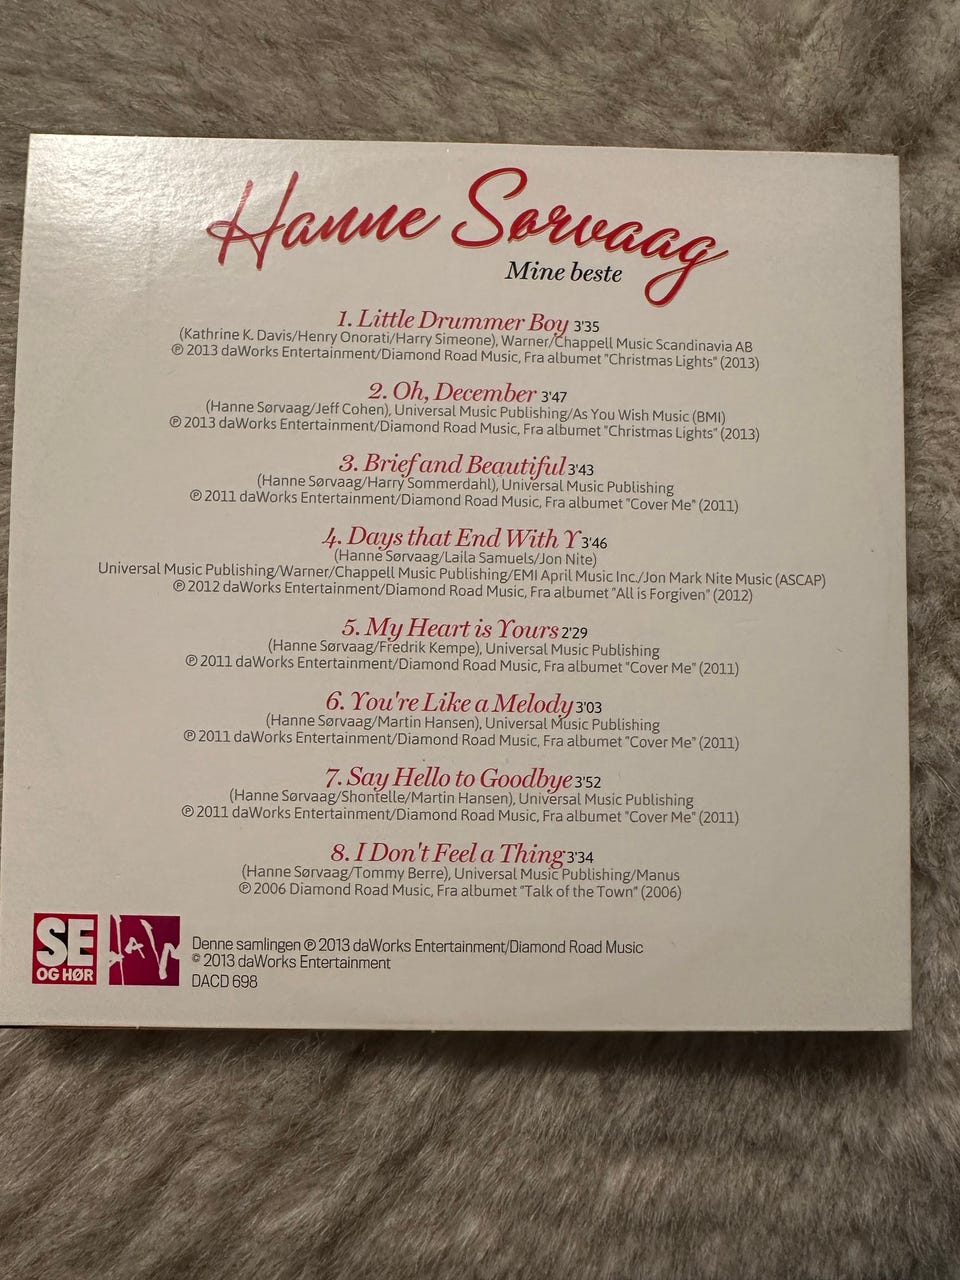 Hanne Sørvaag
Mine beste
1. Little Drummer Boy 3'35
(Kathrine K. Davis/Henry Onorati/Harry Simeone), Warner/Chappell Music Scandinavia AB
℗ 2013 daWorks Entertainment/Diamond Road Music, Fra albumet "Christmas Lights" (2013)
2. Oh, December 3'47
(Hanne Sørvaag/Jeff Cohen), Universal Music Publishing/As You Wish Music (BMI)
℗ 2013 daWorks Entertainment/Diamond Road Music, Fra albumet "Christmas Lights" (2013)
3. Brief and Beautiful 3'43
(Hanne Sørvaag/Harry Sommerdahl), Universal Music Publishing
℗ 2011 daWorks Entertainment/Diamond Road Music, Fra albumet "Cover Me" (2011)
4. Days that End With Y 3'46
(Hanne Sørvaag/Laila Samuels/Jon Nite)
Universal Music Publishing/Warner/Chappell Music Publishing/EMI April Music Inc./Jon Mark Nite Music (ASCAP)
℗ 2012 daWorks Entertainment/Diamond Road Music, Fra albumet "All is Forgiven" (2012)
5. My Heart is Yours 2'29
(Hanne Sørvaag/Fredrik Kempe), Universal Music Publishing
℗ 2011 daWorks Entertainment/Diamond Road Music, Fra albumet "Cover Me" (2011)
6. You're Like a Melody 3'03
(Hanne Sørvaag/Martin Hansen), Universal Music Publishing
℗ 2011 daWorks Entertainment/Diamond Road Music, Fra albumet "Cover Me" (2011)
7. Say Hello to Goodbye 3'52
(Hanne Sørvaag/Shontelle/Martin Hansen), Universal Music Publishing
℗ 2011 daWorks Entertainment/Diamond Road Music, Fra albumet "Cover Me" (2011)
8. I Don't Feel a Thing 3'34
(Hanne Sørvaag/Tommy Berre), Universal Music Publishing/Manus
℗ 2006 Diamond Road Music, Fra albumet "Talk of the Town" (2006)
SE
OG HØR
Denne samlingen ℗ 2013 daWorks Entertainment/Diamond Road Music
© 2013 daWorks Entertainment
DACD 698